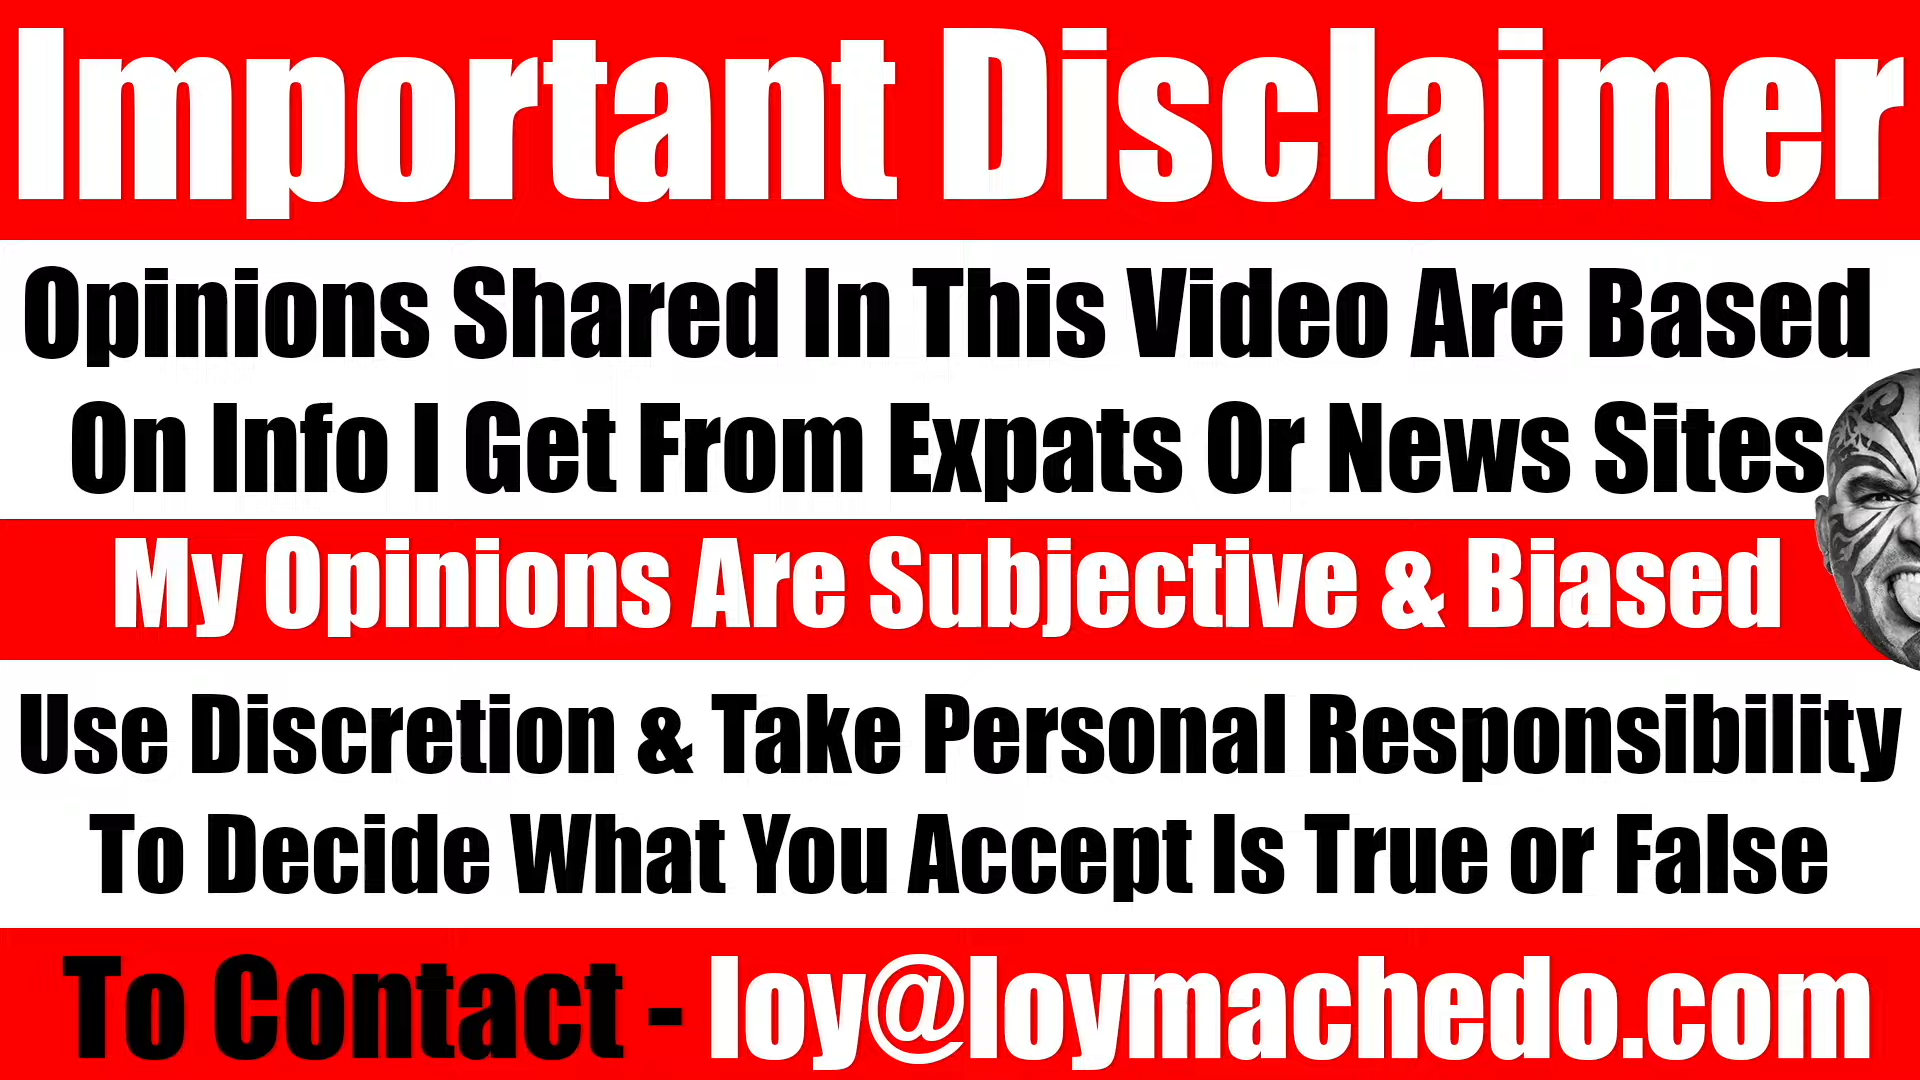 Important Disclaimer
Opinions Shared In This Video Are Based
On Info I Get From Expats Or News Sites
My Opinions Are Subjective & Biased
Use Discretion & Take Personal Responsibility
To Decide What You Accept Is True or False
To Contact - loy@loymachedo.com